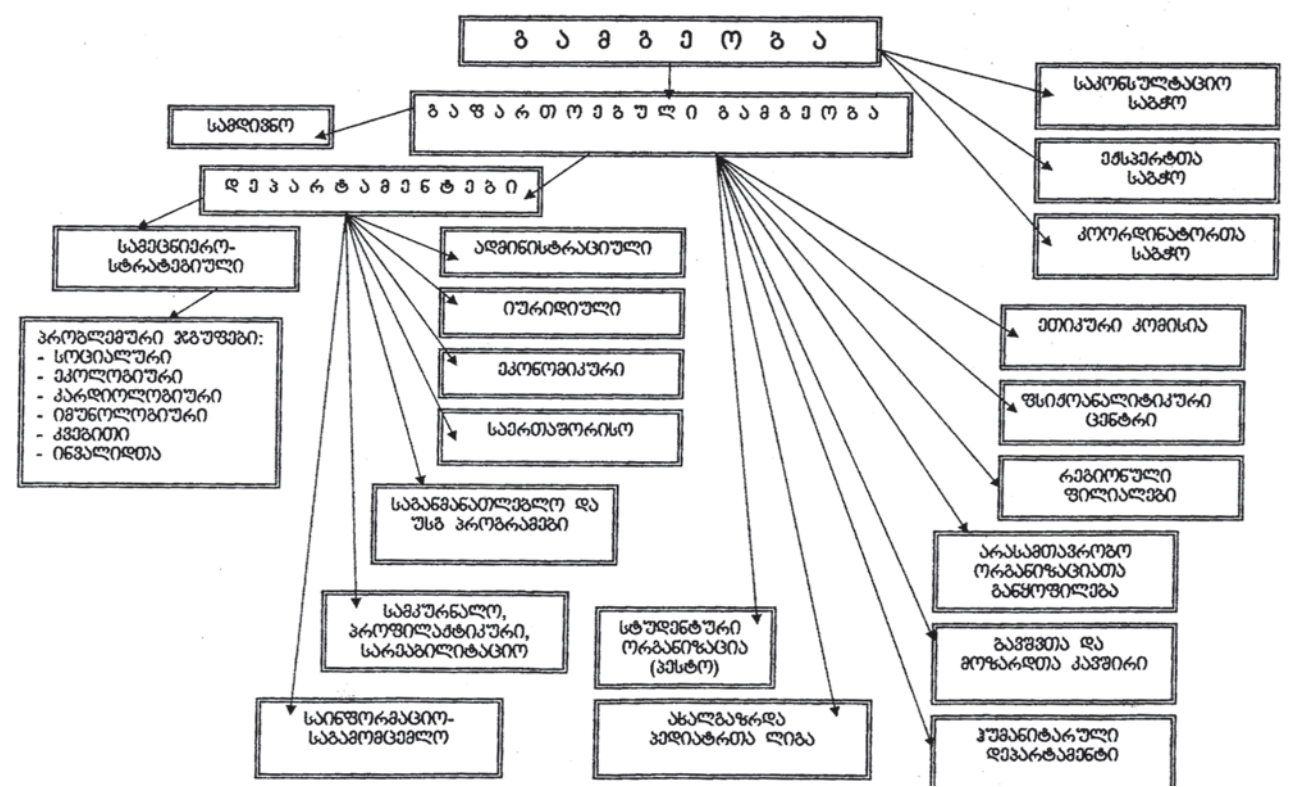 გ ა მ გ ე ო ბ ა
საკონსულტაციო
საბჭო
გ ა ფ ა რ თ ო ე ბ უ ლ ი გ ა მ გ ე ო ბ ა
სამდივნო
ექსპერტთა
საბჭო
დ ე პ ა რ ტ ა მ ე ნ ტ ე ბ ი
კოორდინატორთა
საბჭო
სამეცნიერო-
სტრატეგიული
ადმინისტრაციული
იურიდიული
ეკონომიკური
საერთაშორისო
პრობლემური ჯგუფები:
- სოციალური
- ეკოლოგიური
- კარდიოლოგიური
- იმუნოლოგიური
- კვებითი
- ინვალიდთა
ეთიკური კომისია
ფსიქოანალიტიკური
ცენტრი
რეგიონული
ფილიალები
საგანმანათლებლო და
უსგ პროგრამები
არასამთავრობო
ორგანიზაციათა
განყოფილება
სამკურნალო,
პროფილაქტიკური,
სარეაბილიტაციო
სტუდენტური
ორგანიზაცია
(პესტო)
ბავშვთა და
მოზარდთა კავშირი
საინფორმაციო-
საგამომცემლო
ახალგაზრდა
პედიატრთა ლიგა
ჰუმანიტარული
დეპარტამენტი